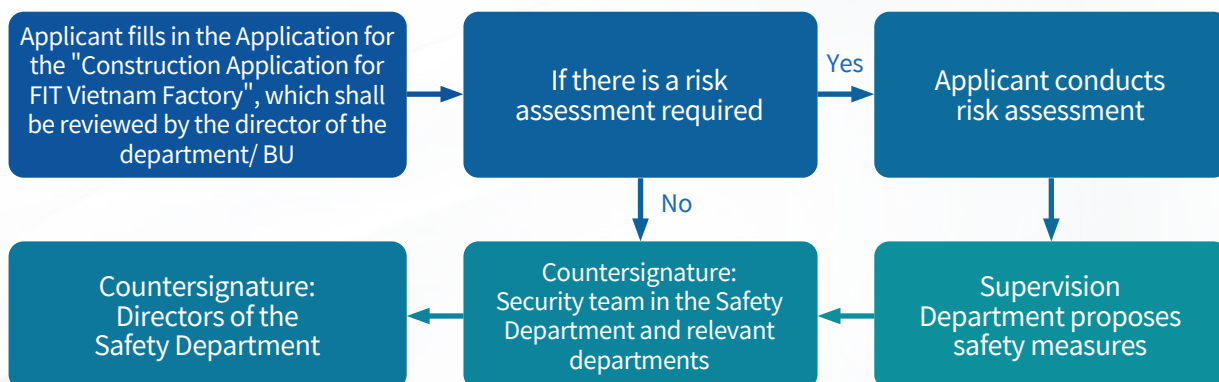 Applicant fills in the Application for
the "Construction Application for
FIT Vietnam Factory", which shall
be reviewed by the director of the
department/ BU
If there is a risk
assessment required
Yes
Applicant conducts
risk assessment
No
Countersignature:
Directors of the
Safety Department
Countersignature:
Security team in the Safety
Department and relevant
departments
Supervision
Department proposes
safety measures